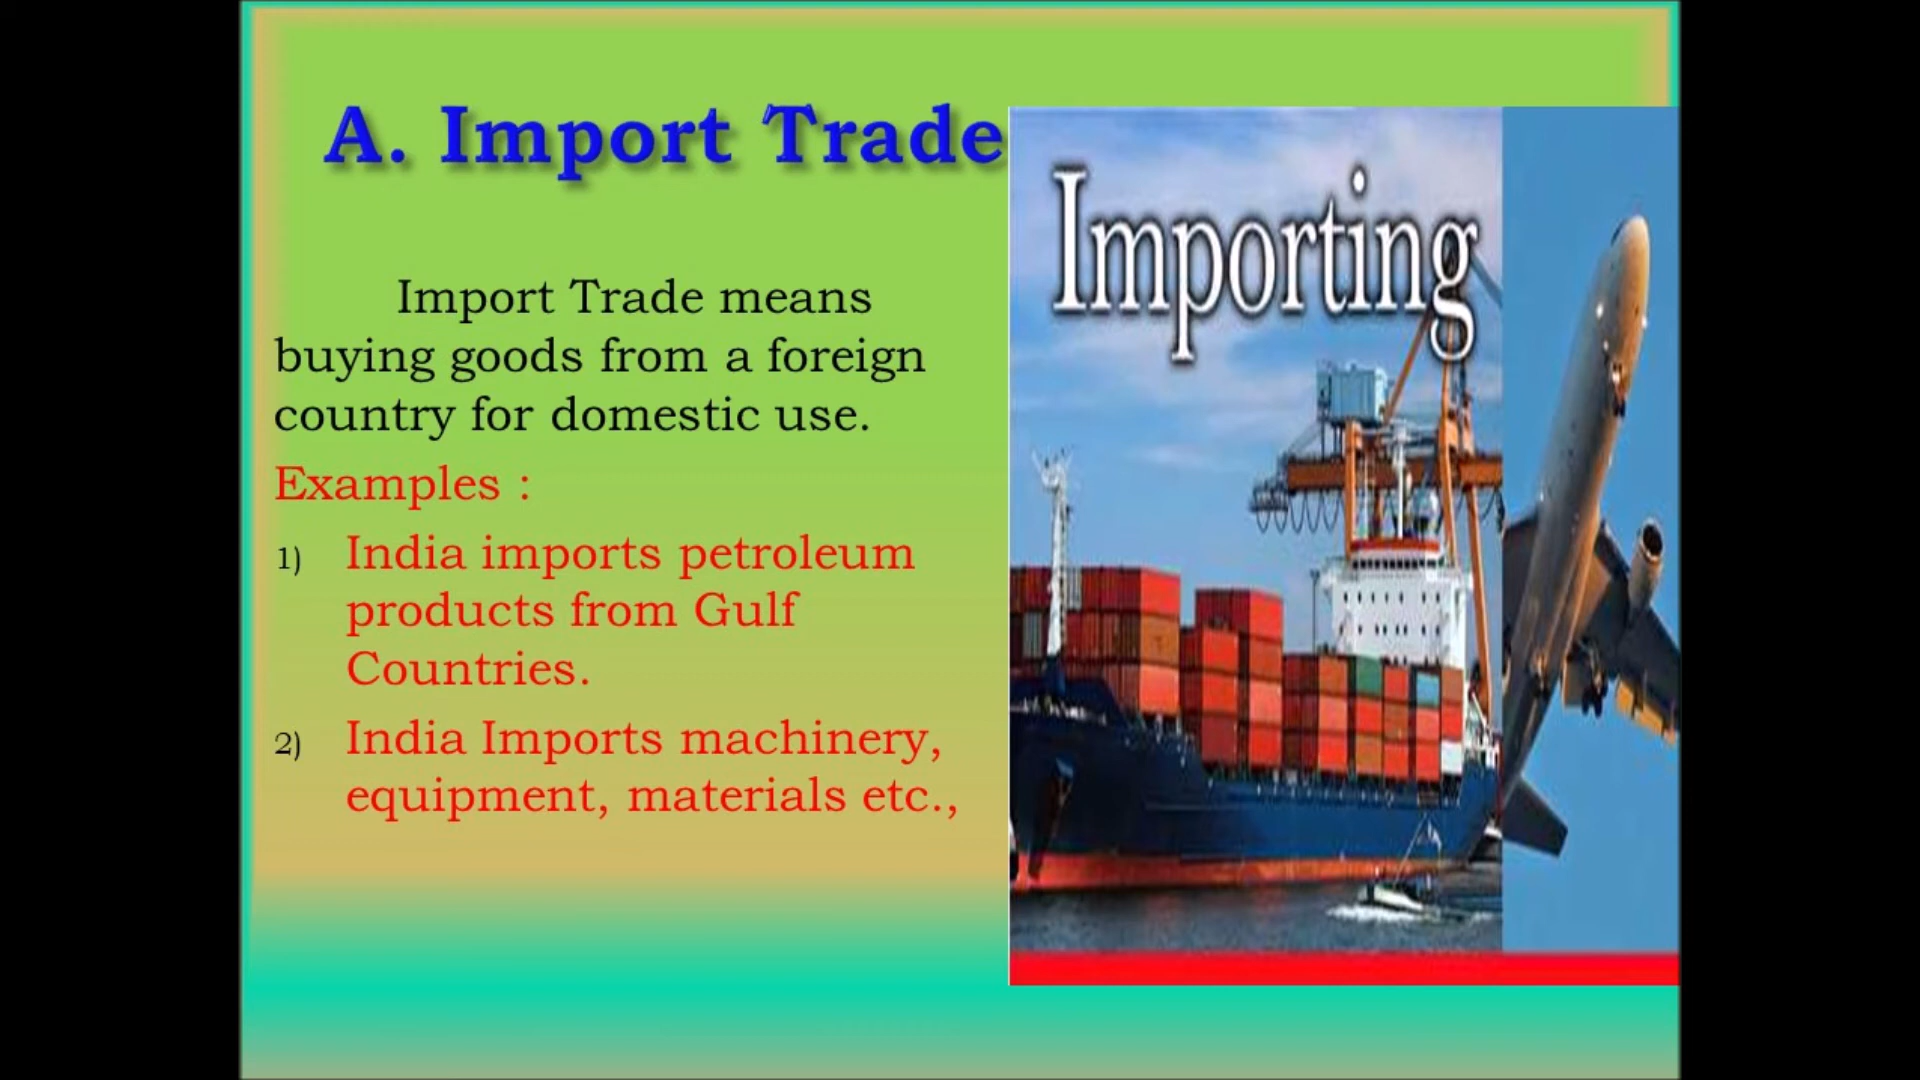 A. Import Trade
Import Trade means
buying goods from a foreign
country for domestic use.
Examples :
1) India imports petroleum
products from Gulf
Countries.
2) India Imports machinery,
equipment, materials etc.,
Importing